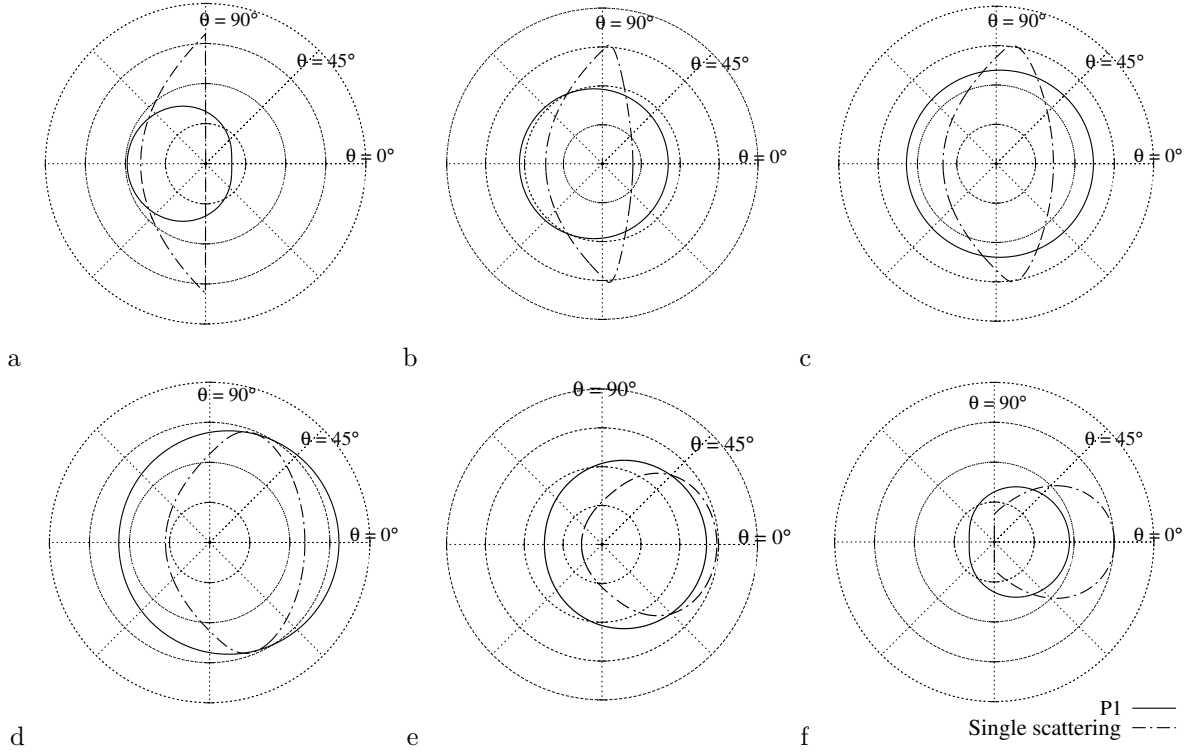 θ = 90°
θ = 45°
θ = 0°
a
θ = 90°
θ = 45°
θ = 0°
b
θ = 90°
θ = 45°
θ = 0°
c
θ = 90°
θ = 45°
θ = 0°
d
θ = 90°
θ = 45°
θ = 0°
e
θ = 90°
θ = 45°
θ = 0°
f
P1
Single scattering